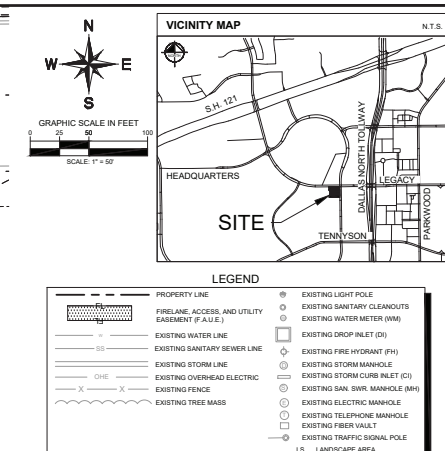 N
W E
S
GRAPHIC SCALE IN FEET
0 25 50 100
SCALE: 1" = 50'
VICINITY MAP
N.T.S.
S.H. 121
DALLAS NORTH TOLLWAY
HEADQUARTERS
LEGACY
PARKWOOD
SITE
TENNYSON
LEGEND
PROPERTY LINE
FIRELANE, ACCESS, AND UTILITY
EASEMENT (F.A.U.E.)
W EXISTING WATER LINE
SS EXISTING SANITARY SEWER LINE
EXISTING STORM LINE
OHE EXISTING OVERHEAD ELECTRIC
X X EXISTING FENCE
EXISTING TREE MASS
EXISTING LIGHT POLE
EXISTING SANITARY CLEANOUTS
EXISTING WATER METER (WM)
EXISTING DROP INLET (DI)
EXISTING FIRE HYDRANT (FH)
D EXISTING STORM MANHOLE
EXISTING STORM CURB INLET (CI)
S EXISTING SAN. SWR. MANHOLE (MH)
E EXISTING ELECTRIC MANHOLE
T EXISTING TELEPHONE MANHOLE
EXISTING FIBER VAULT
EXISTING TRAFFIC SIGNAL POLE
LS LANDSCAPE AREA